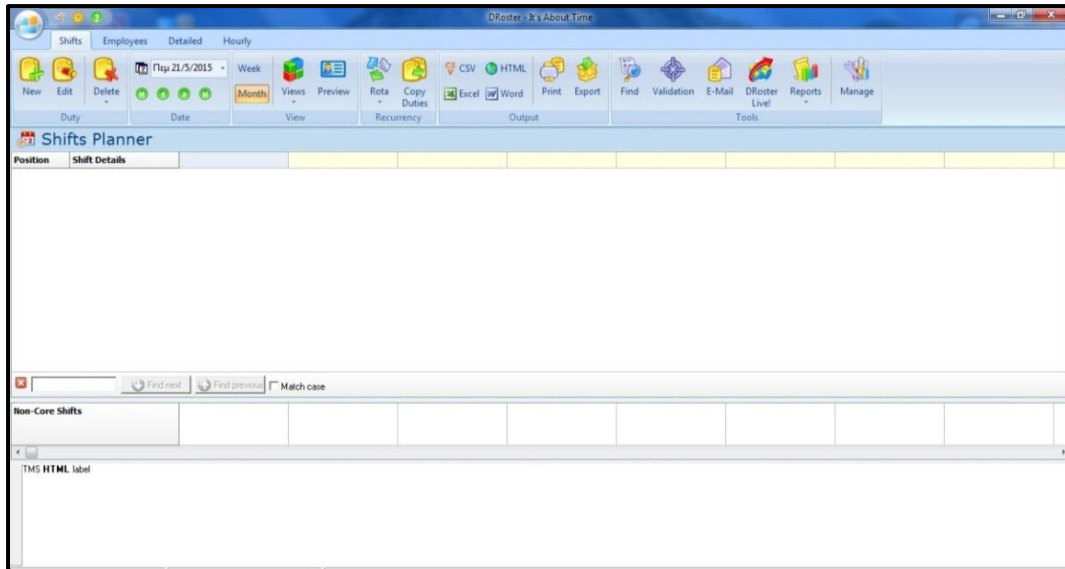 DRoster - It's About Time
Shifts Employees Detailed Hourly
Πεμ 21/5/2015 Week CSV HTML
New Edit Delete Month Views Preview Rota Copy Duties Excel Word Print Export Find Validation E-Mail DRoster Live! Reports Manage
Duty Date View Recurrency Output Tools
Shifts Planner
Position Shift Details
Find next Find previous Match case
Non-Core Shifts
TMS HTML label